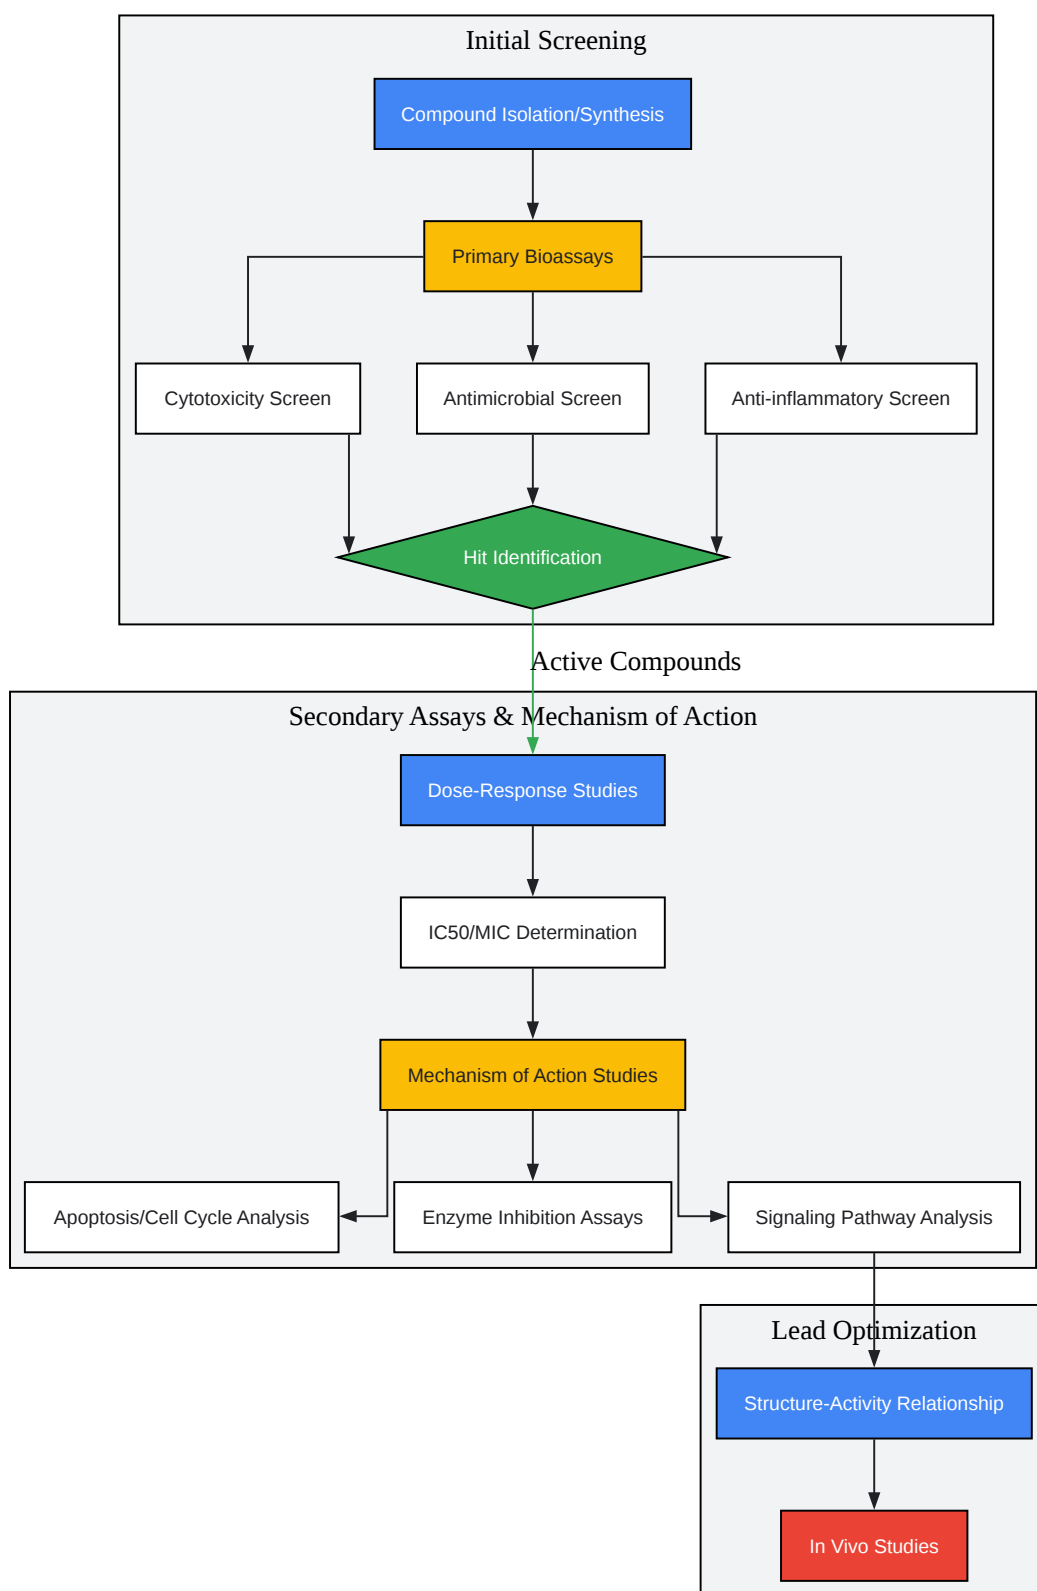 Initial Screening
Compound Isolation/Synthesis
Primary Bioassays
Cytotoxicity Screen
Antimicrobial Screen
Anti-inflammatory Screen
Hit Identification
Active Compounds
Secondary Assays & Mechanism of Action
Dose-Response Studies
IC50/MIC Determination
Mechanism of Action Studies
Apoptosis/Cell Cycle Analysis
Enzyme Inhibition Assays
Signaling Pathway Analysis
Lead Optimization
Structure-Activity Relationship
In Vivo Studies